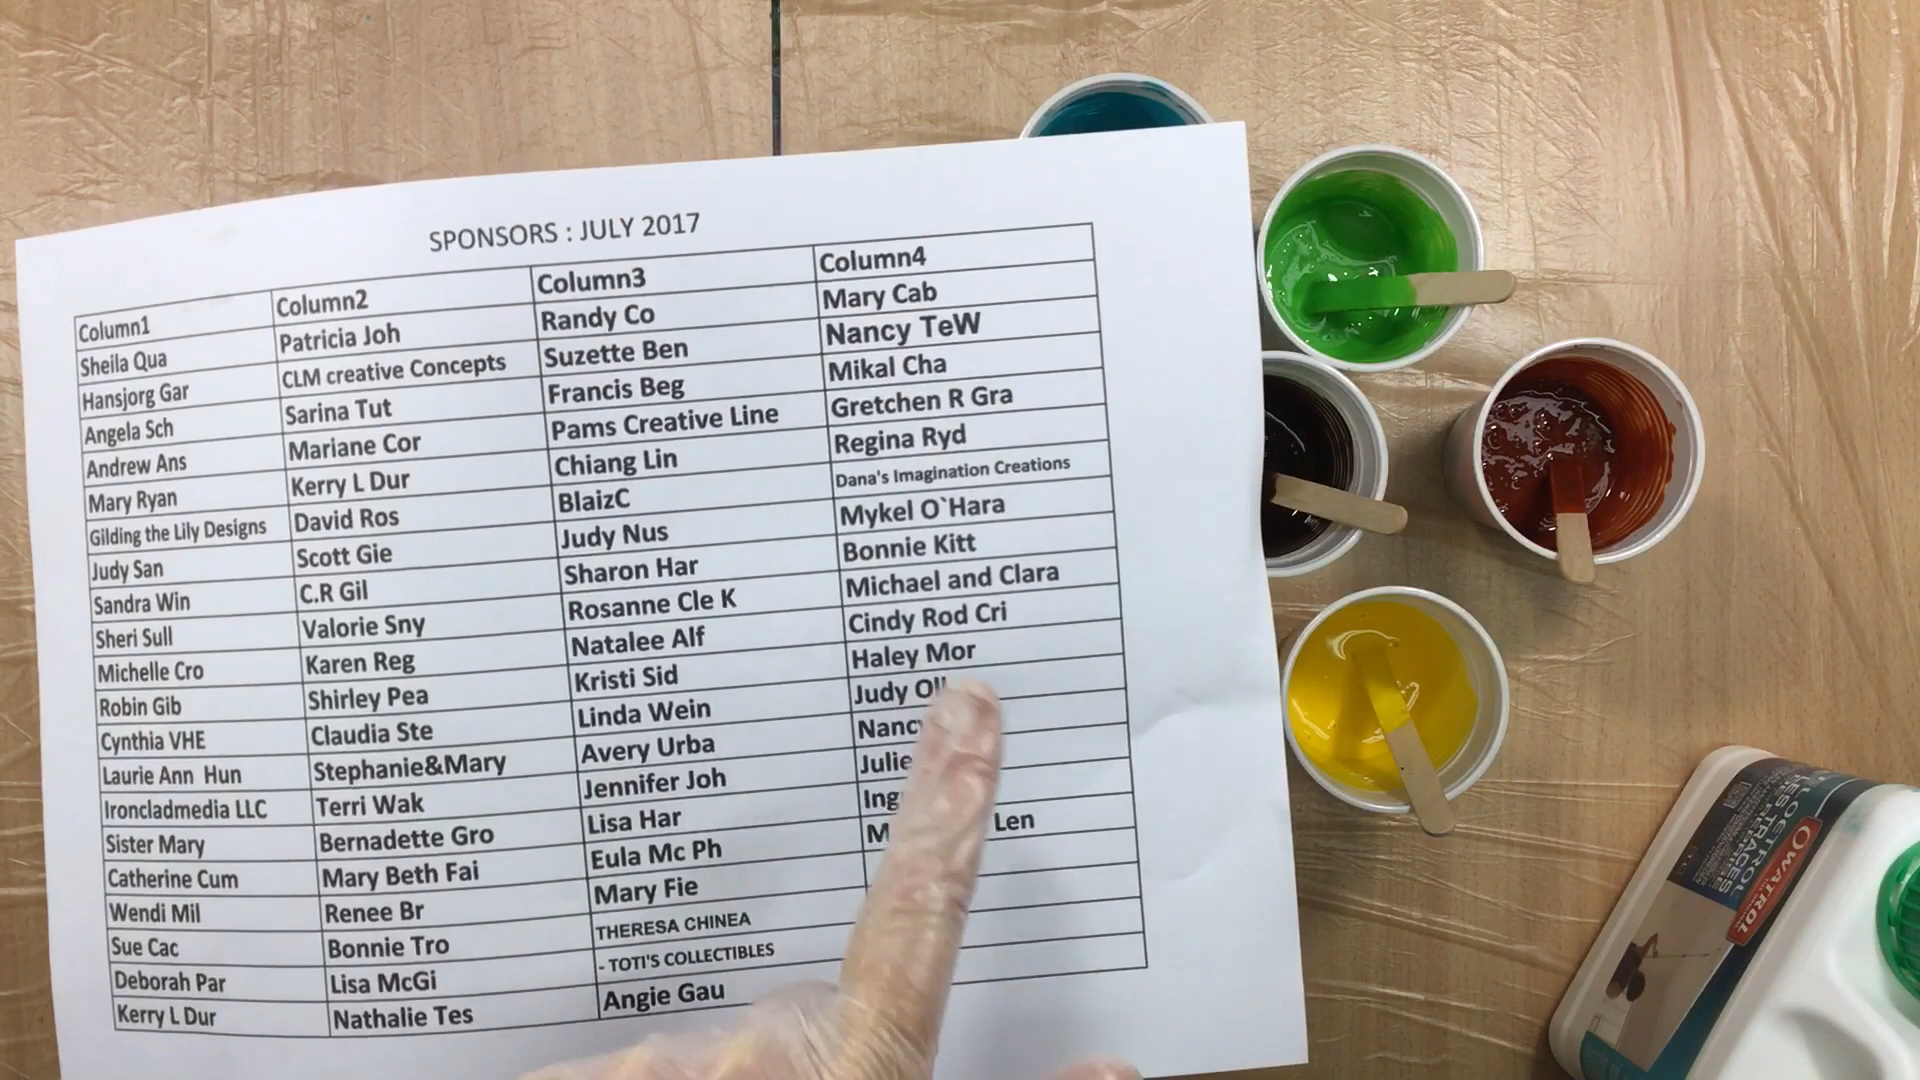 SPONSORS : JULY 2017
Column1 Column2 Column3 Column4
Sheila Qua Patricia Joh Randy Co Mary Cab
Hansjorg Gar CLM creative Concepts Suzette Ben Nancy TeW
Angela Sch Sarina Tut Francis Beg Mikal Cha
Andrew Ans Mariane Cor Pams Creative Line Gretchen R Gra
Mary Ryan Kerry L Dur Chiang Lin Regina Ryd
Gilding the Lily Designs David Ros BlaizC Dana's Imagination Creations
Judy San Scott Gie Judy Nus Mykel O`Hara
Sandra Win C.R Gil Sharon Har Bonnie Kitt
Sheri Sull Valorie Sny Rosanne Cle K Michael and Clara
Michelle Cro Karen Reg Natalee Alf Cindy Rod Cri
Robin Gib Shirley Pea Kristi Sid Haley Mor
Cynthia VHE Claudia Ste Linda Wein Judy
Laurie Ann Hun Stephanie&Mary Avery Urba
Ironcladmedia LLC Terri Wak Jennifer Joh Julie
Sister Mary Bernadette Gro Lisa Har
Catherine Cum Mary Beth Fai Eula Mc Ph Len
Wendi Mil Renee Br Mary Fie
Sue Cac Bonnie Tro THERESA CHINEA
Deborah Par Lisa McGi - TOTI'S COLLECTIBLES
Kerry L Dur Nathalie Tes Angie Gau
OWATROL